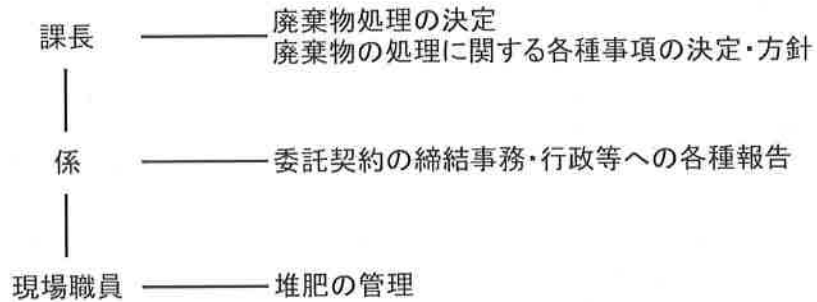 課長
廃棄物処理の決定
廃棄物の処理に関する各種事項の決定・方針
係
委託契約の締結事務・行政等への各種報告
現場職員
堆肥の管理